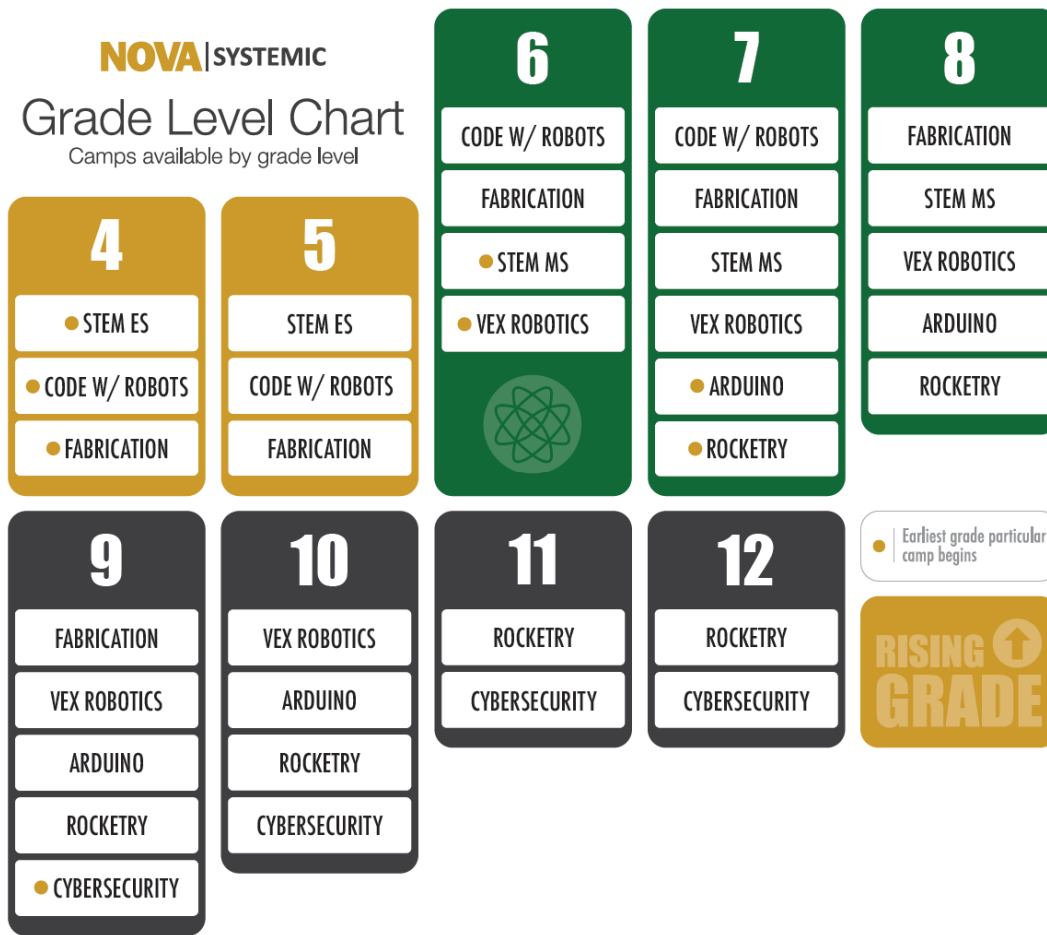 NOVA | SYSTEMIC
Grade Level Chart
Camps available by grade level
4
STEM ES
CODE W/ ROBOTS
FABRICATION
5
STEM ES
CODE W/ ROBOTS
FABRICATION
6
CODE W/ ROBOTS
FABRICATION
STEM MS
VEX ROBOTICS
7
CODE W/ ROBOTS
FABRICATION
STEM MS
VEX ROBOTICS
ARDUINO
ROCKETRY
8
FABRICATION
STEM MS
VEX ROBOTICS
ARDUINO
ROCKETRY
9
FABRICATION
VEX ROBOTICS
ARDUINO
ROCKETRY
CYBERSECURITY
10
VEX ROBOTICS
ARDUINO
ROCKETRY
CYBERSECURITY
11
ROCKETRY
CYBERSECURITY
12
ROCKETRY
CYBERSECURITY
Earliest grade particular
camp begins
RISING
GRADE